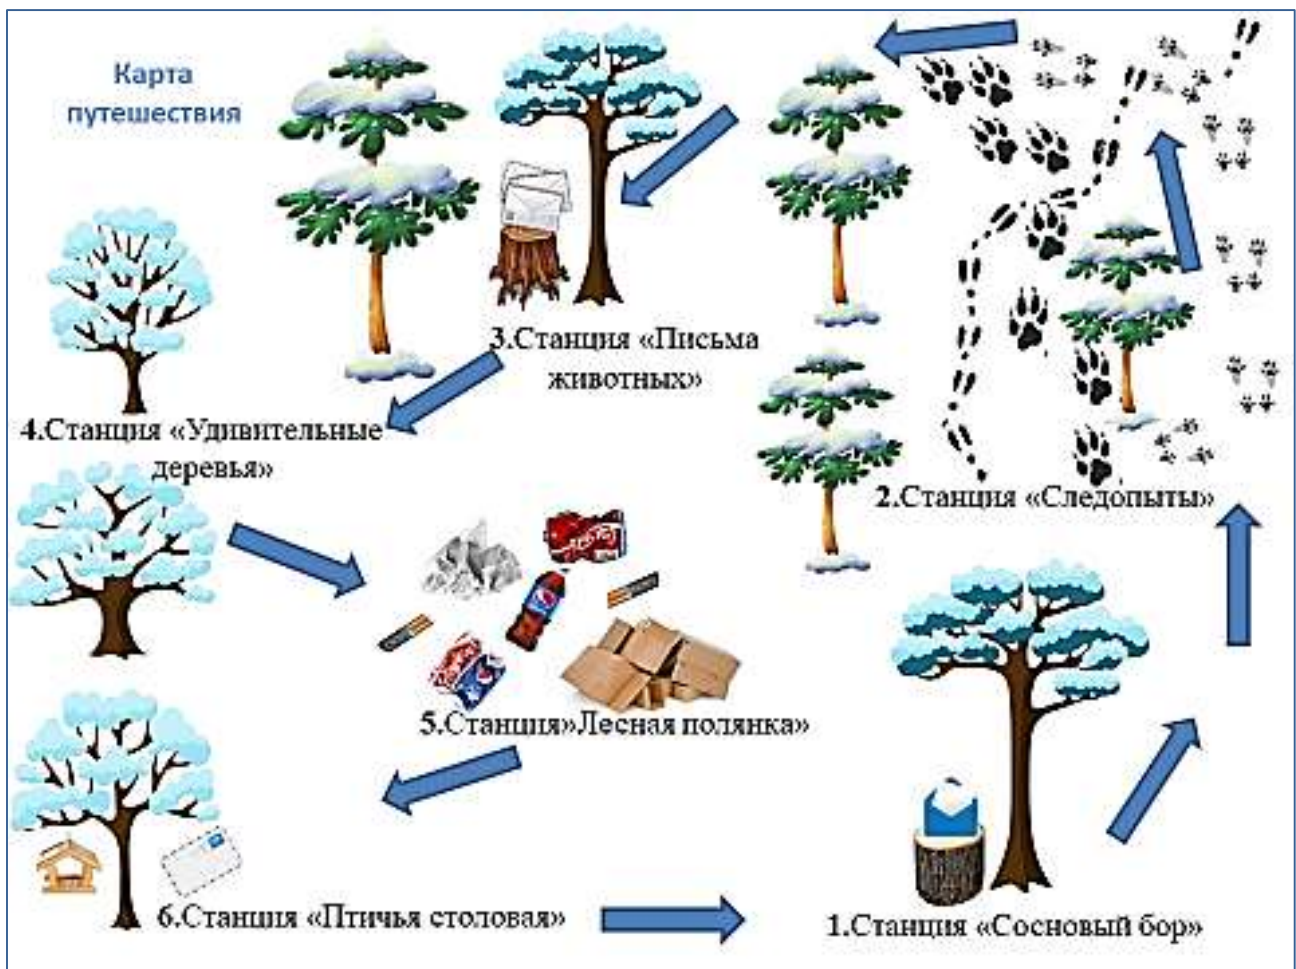 Карта
путешествия
3.Станция «Письма
животных»
4.Станция «Удивительные
деревья»
2.Станция «Следопыты»
5.Станция»Лесная полянка»
6.Станция «Птичья столовая»
1.Станция «Сосновый бор»